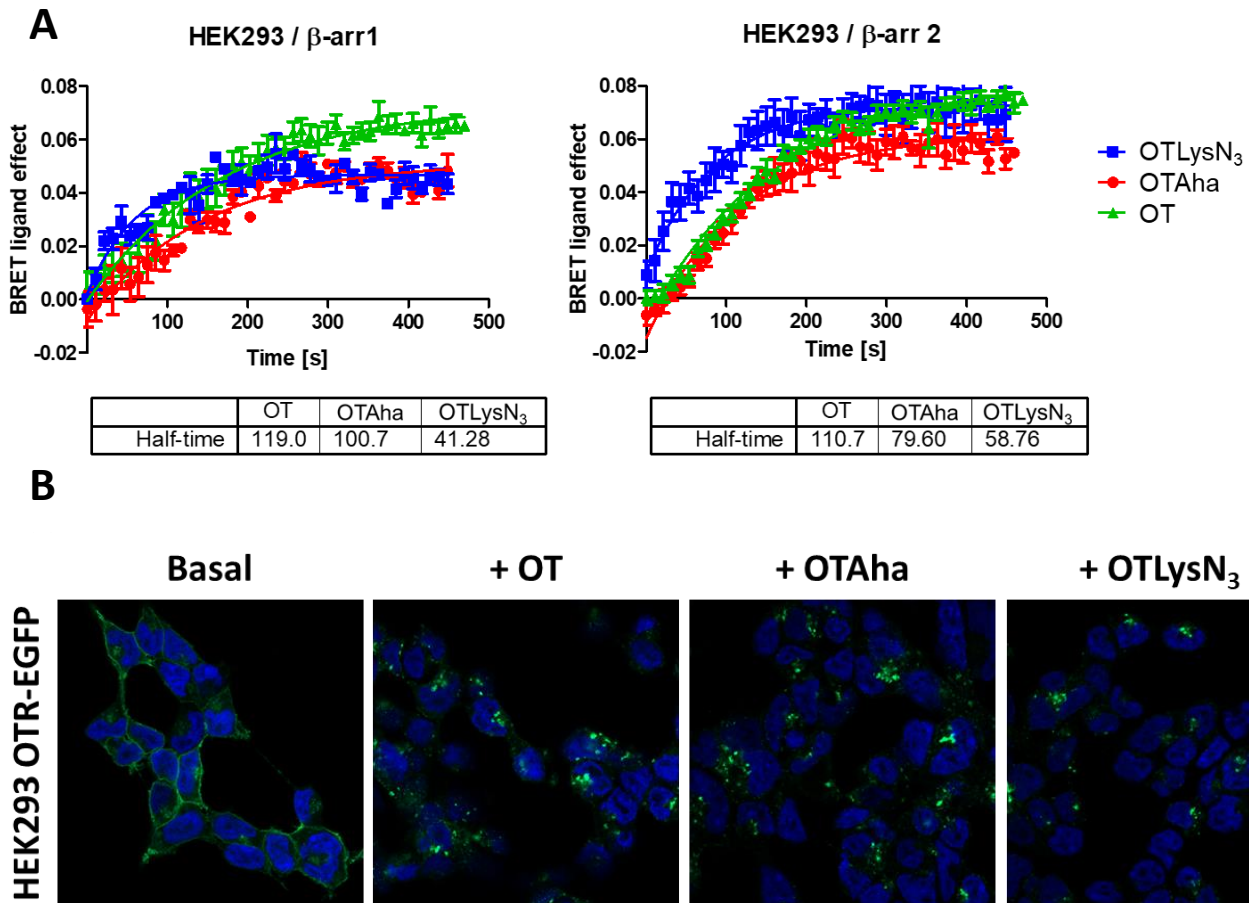 A
HEK293 / β-arr1
HEK293 / β-arr 2
BRET ligand effect
0.08
0.06
0.04
0.02
0.00
-0.02
100
200
300
400
500
Time [s]
BRET ligand effect
0.08
0.06
0.04
0.02
0.00
-0.02
100
200
300
400
500
Time [s]
OTLysN₃
OTAha
OT
OT OTAha OTLysN₃
Half-time 119.0 100.7 41.28
OT OTAha OTLysN₃
Half-time 110.7 79.60 58.76
B
Basal
+ OT
+ OTAha
+ OTLysN₃
HEK293 OTR-EGFP